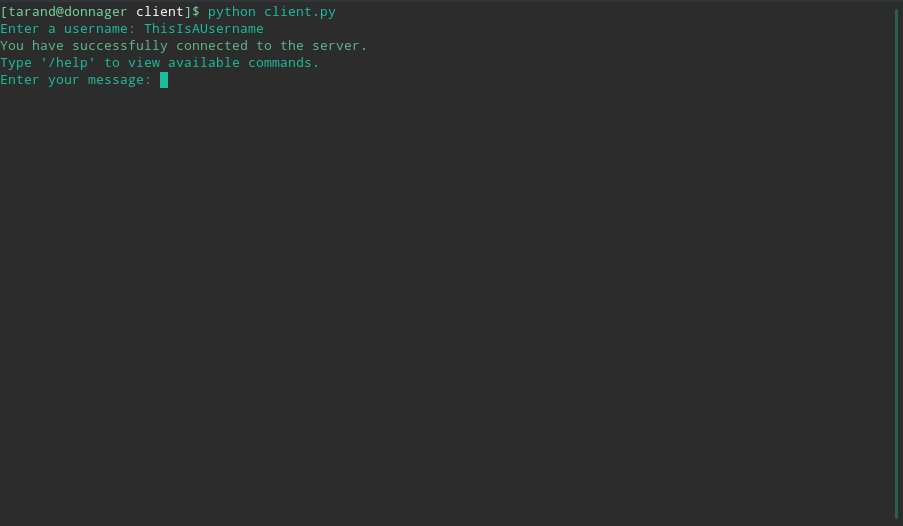 [tarand@donnager client]$ python client.py
Enter a username: ThisIsAUsername
You have successfully connected to the server.
Type '/help' to view available commands.
Enter your message: